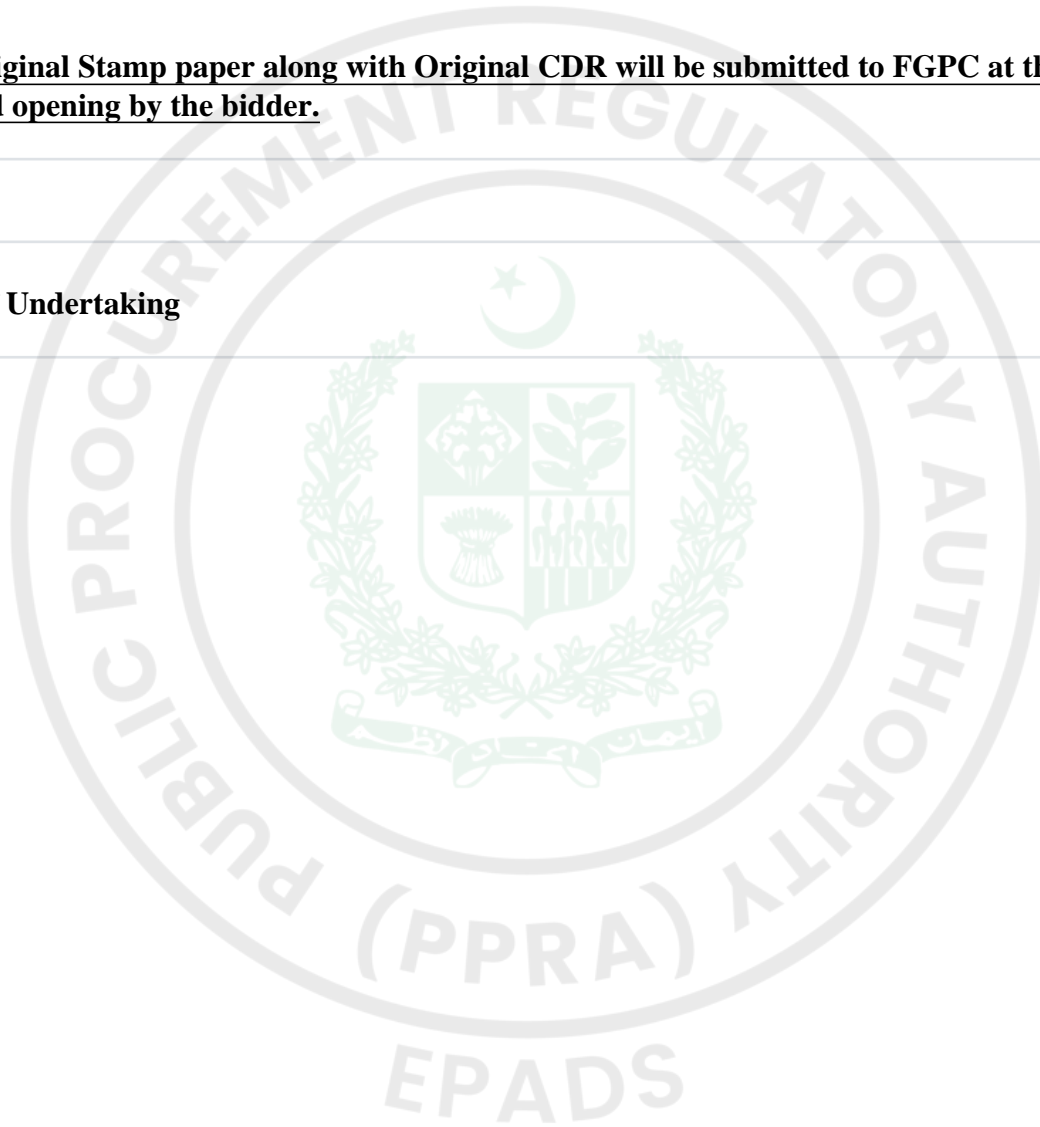 iginal Stamp paper along with Original CDR will be submitted to FGPC at th
l opening by the bidder.
Undertaking
PUBLIC PROCUREMENT REGULATORY AUTHORITY
(PPRA)
EPADS